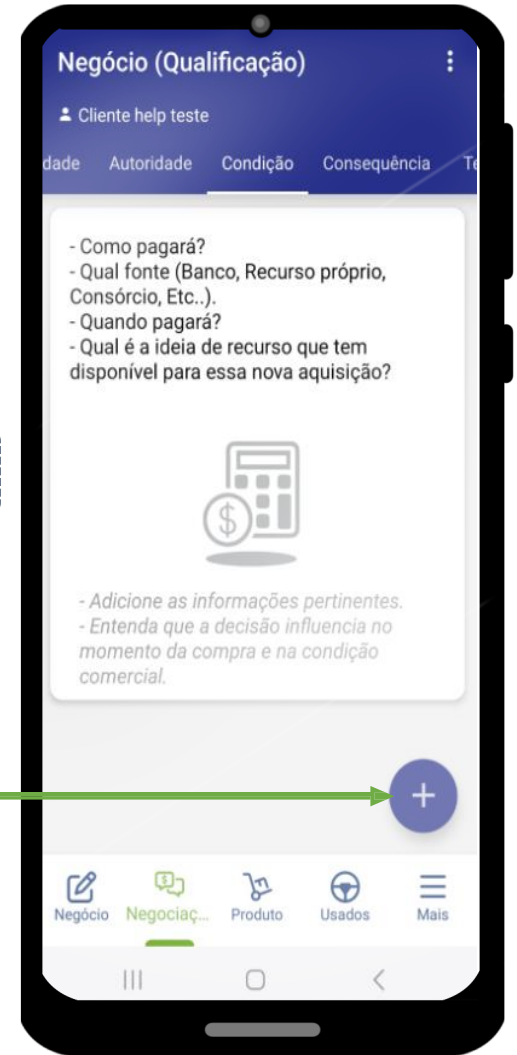 Negócio (Qualificação)
Cliente help teste
dade Autoridade Condição Consequência Te
- Como pagará?
- Qual fonte (Banco, Recurso próprio,
Consórcio, Etc..).
- Quando pagará?
- Qual é a ideia de recurso que tem
disponível para essa nova aquisição?
$
- Adicione as informações pertinentes.
- Entenda que a decisão influencia no
momento da compra e na condição
comercial.
+
$
Negócio Negociaç... Produto Usados Mais